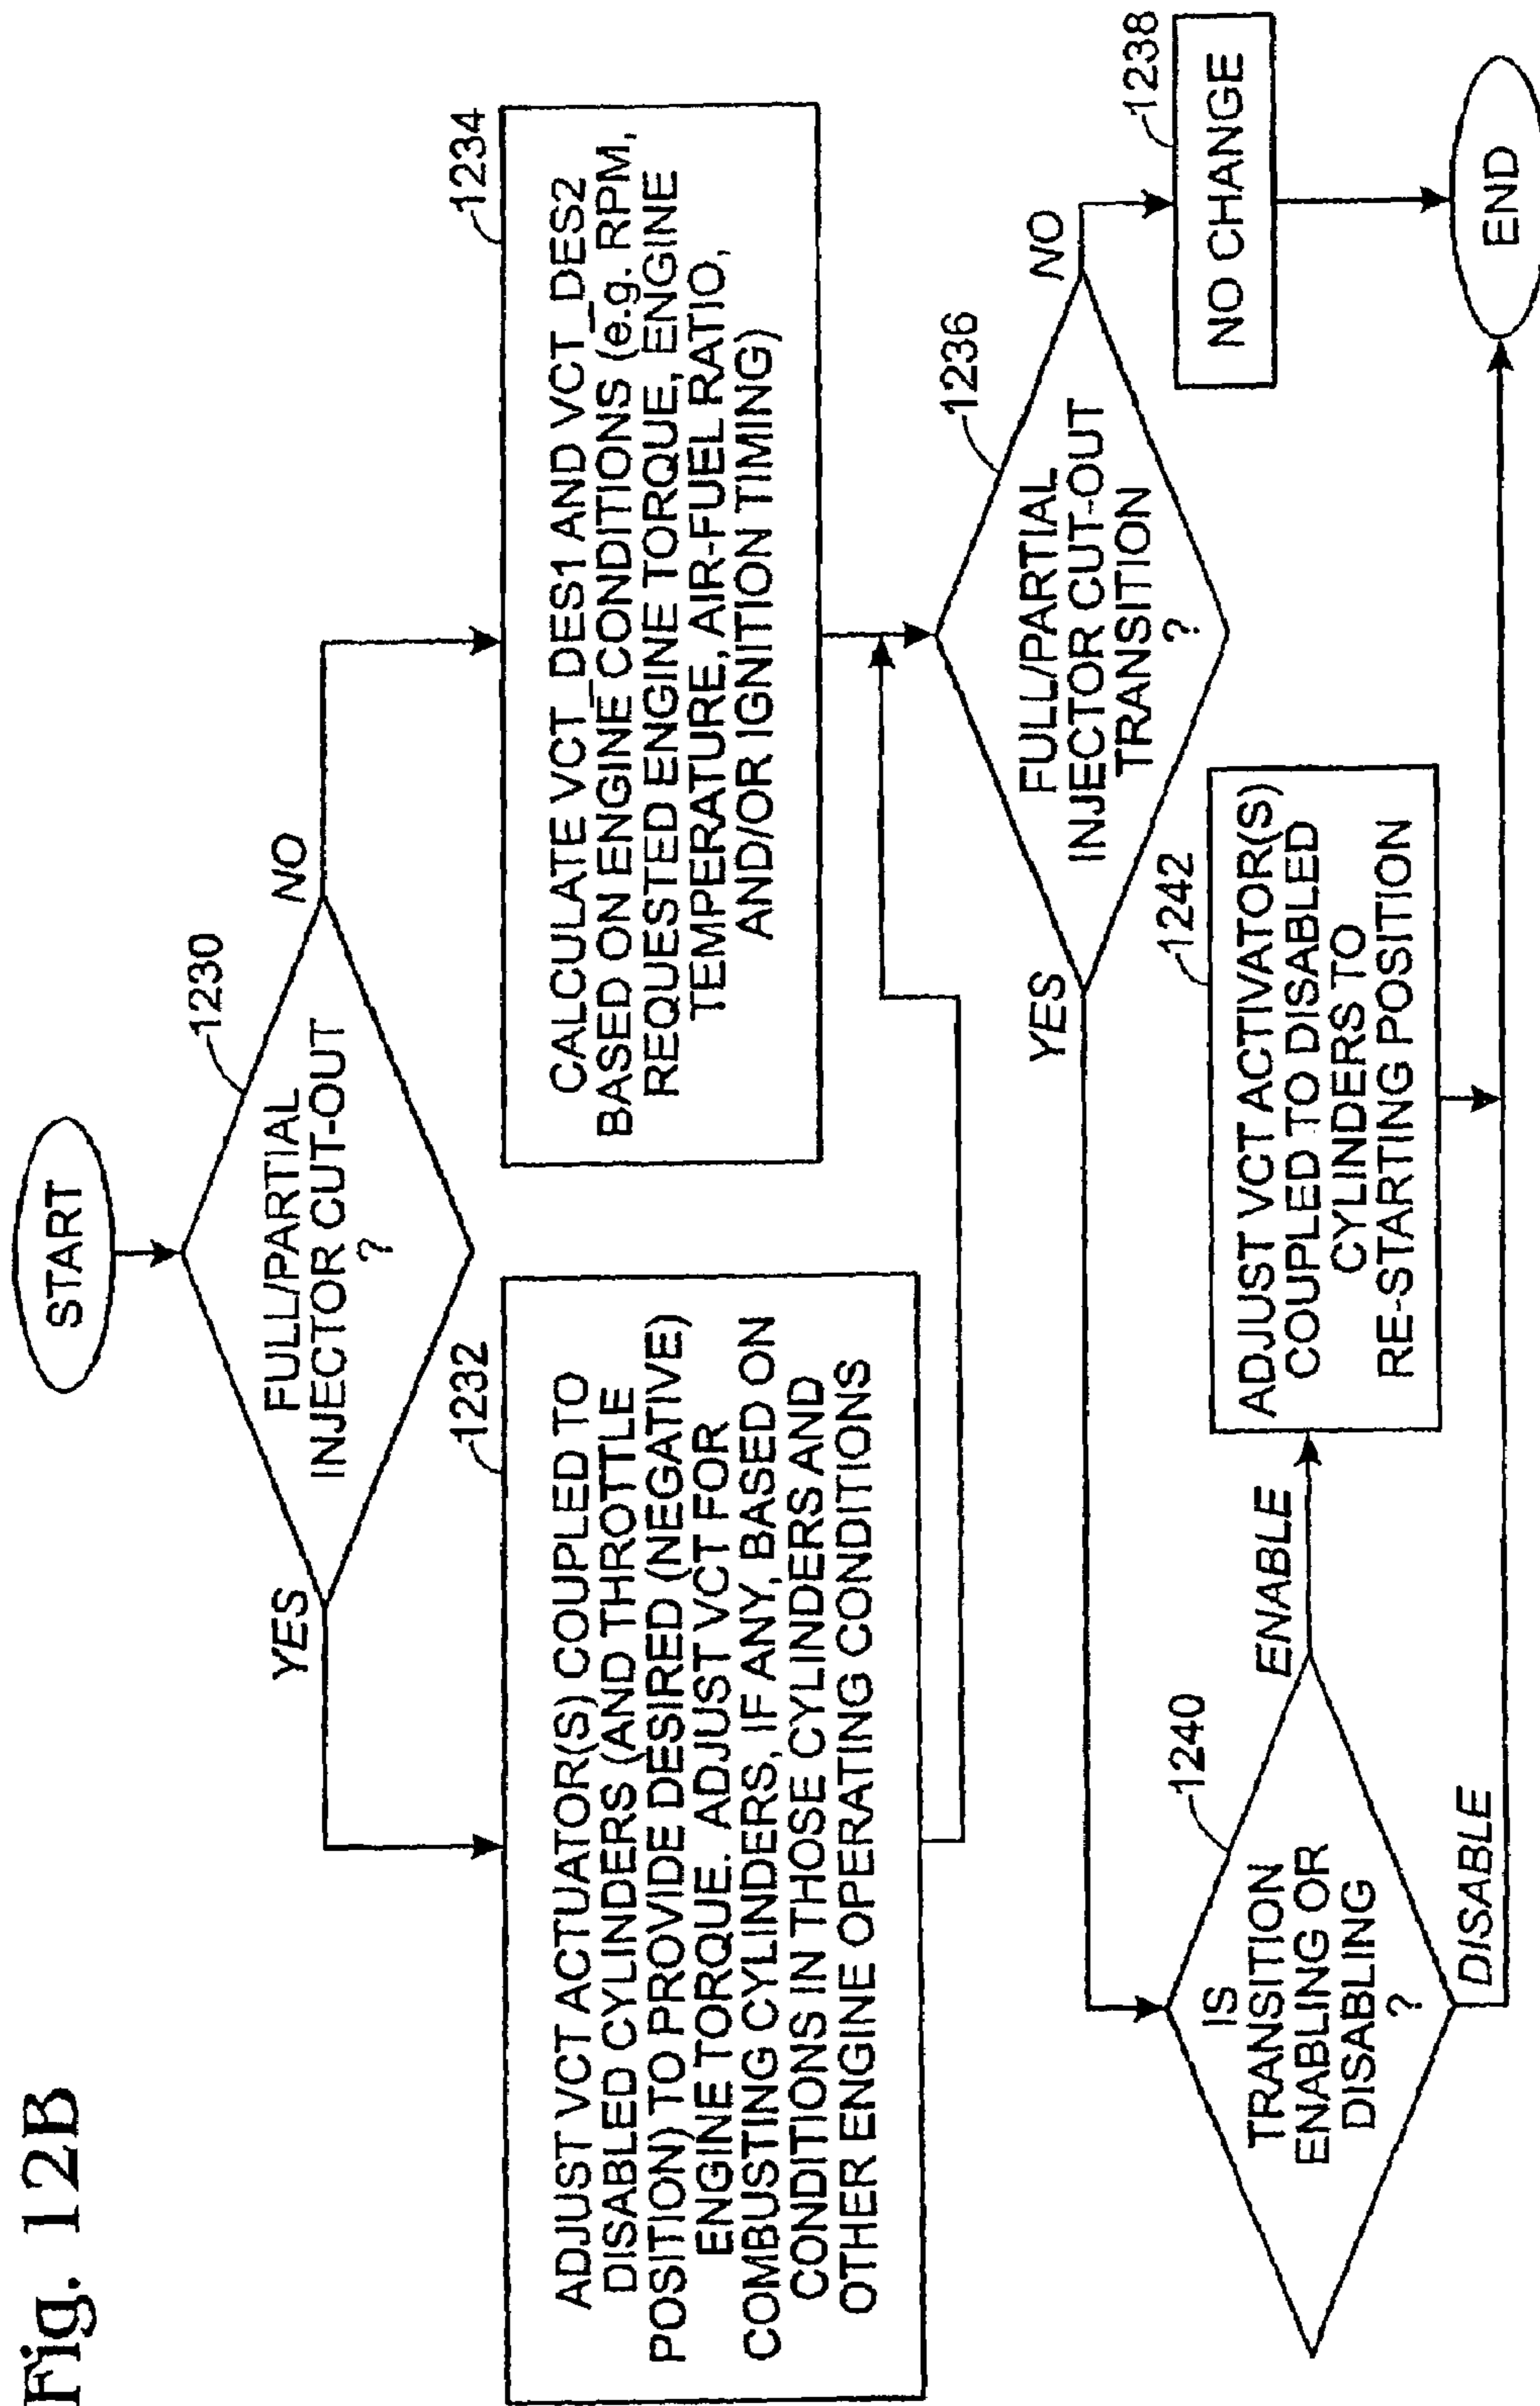 Fig. 12B
START
1230
FULL/PARTIAL
INJECTOR CUT-OUT
?
YES
NO
1232
ADJUST VCT ACTUATOR(S) COUPLED TO
DISABLED CYLINDERS (AND THROTTLE
POSITION) TO PROVIDE DESIRED (NEGATIVE)
ENGINE TORQUE. ADJUST VCT FOR
COMBUSTING CYLINDERS, IF ANY, BASED ON
CONDITIONS IN THOSE CYLINDERS AND
OTHER ENGINE OPERATING CONDITIONS
1234
CALCULATE VCT_DES1 AND VCT_DES2
BASED ON ENGINE CONDITIONS (e.g. RPM,
REQUESTED ENGINE TORQUE, ENGINE
TEMPERATURE, AIR-FUEL RATIO,
AND/OR IGNITION TIMING)
1236
FULL/PARTIAL
INJECTOR CUT-OUT
TRANSITION
?
YES
NO
1238
NO CHANGE
1240
IS
TRANSITION
ENABLING OR
DISABLING
?
ENABLE
DISABLE
1242
ADJUST VCT ACTIVATOR(S)
COUPLED TO DISABLED
CYLINDERS TO
RE-STARTING POSITION
END